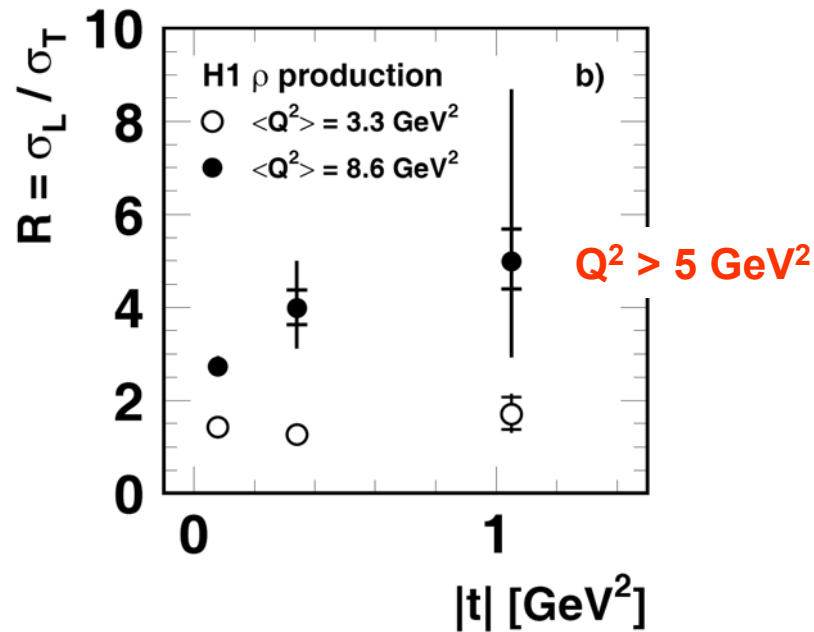 R = σL / σT
10
8
6
4
2
0
H1 ρ production
b)
<Q²> = 3.3 GeV²
<Q²> = 8.6 GeV²
Q² > 5 GeV²
0
1
|t| [GeV²]